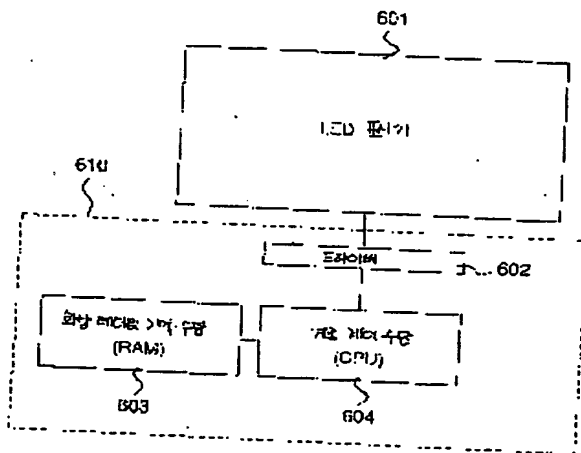 601
LED 표시기
610
드라이버
602
화상 데이터 기억 수단
(RAM)
계조 제어 수단
(CPU)
603
604